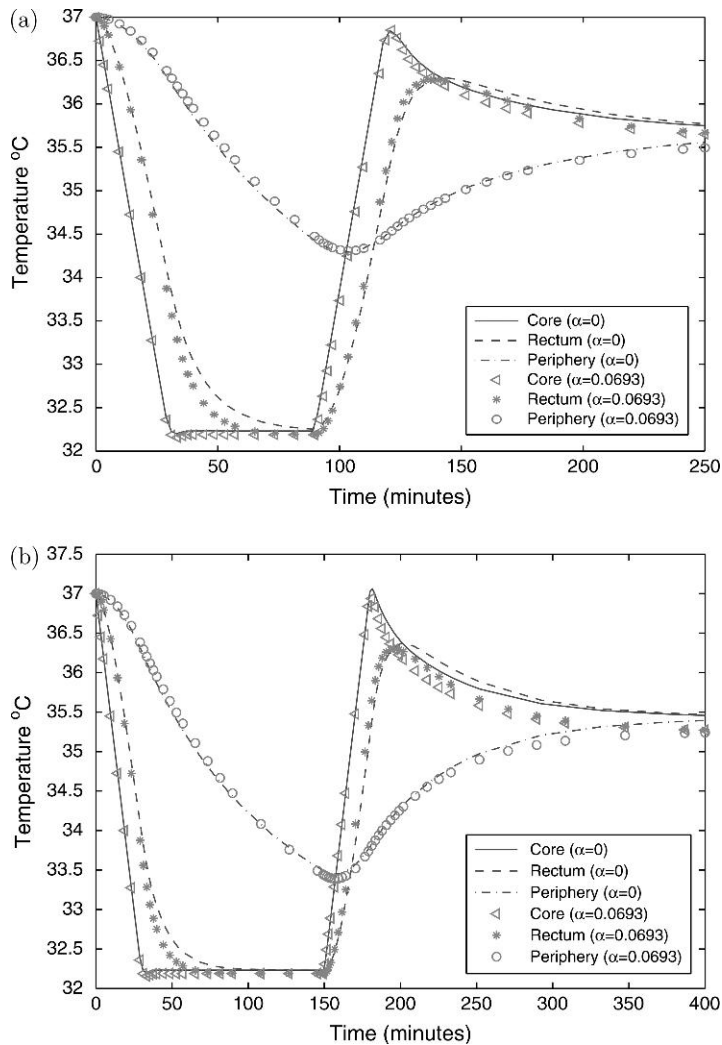 (a)
37
36.5
36
35.5
35
34.5
34
33.5
33
32.5
32
Temperature °C
Core (α=0)
Rectum (α=0)
Periphery (α=0)
Core (α=0.0693)
Rectum (α=0.0693)
Periphery (α=0.0693)
0 50 100 150 200 250
Time (minutes)
(b)
37.5
37
36.5
36
35.5
35
34.5
34
33.5
33
32.5
32
Temperature °C
Core (α=0)
Rectum (α=0)
Periphery (α=0)
Core (α=0.0693)
Rectum (α=0.0693)
Periphery (α=0.0693)
0 50 100 150 200 250 300 350 400
Time (minutes)